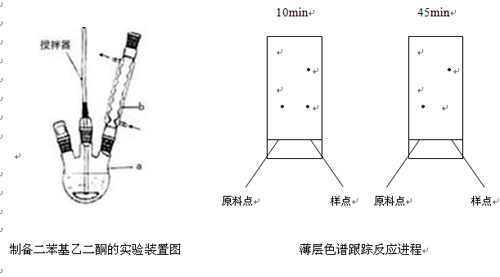 10min
45min
搅拌器
b
a
原料点 样点 原料点 样点
制备二苯基乙二酮的实验装置图
薄层色谱跟踪反应进程